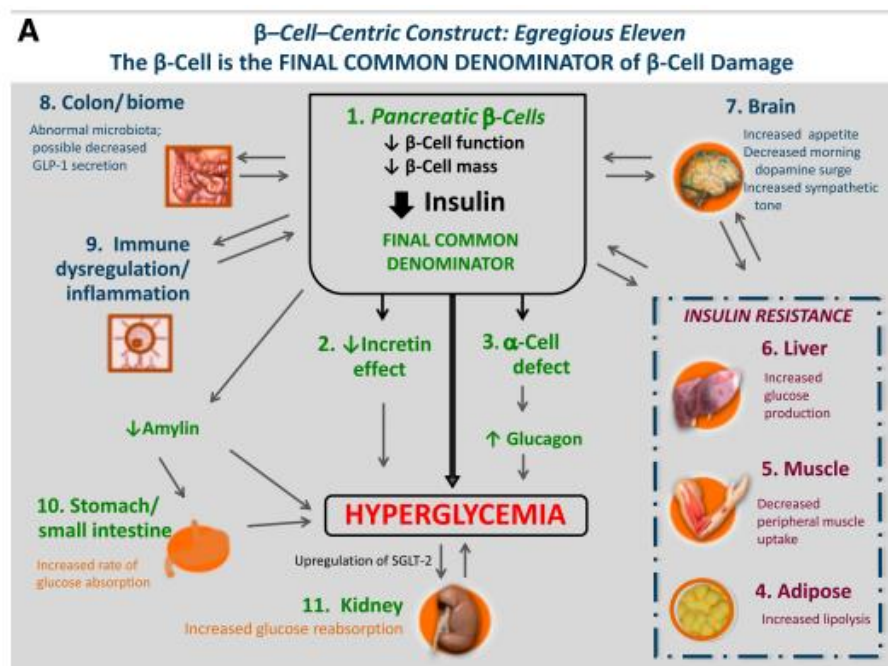 A
β–Cell–Centric Construct: Egregious Eleven
The β-Cell is the FINAL COMMON DENOMINATOR of β-Cell Damage
8. Colon/biome
Abnormal microbiota;
possible decreased
GLP-1 secretion
1. Pancreatic β-Cells
↓ β-Cell function
↓ β-Cell mass
Insulin
FINAL COMMON
DENOMINATOR
7. Brain
Increased appetite
Decreased morning
dopamine surge
Increased sympathetic
tone
9. Immune
dysregulation/
inflammation
2. ↓Incretin
effect
3. α-Cell
defect
↑ Glucagon
INSULIN RESISTANCE
6. Liver
Increased
glucose
production
5. Muscle
Decreased
peripheral muscle
uptake
4. Adipose
Increased lipolysis
↓Amylin
10. Stomach/
small intestine
Increased rate of
glucose absorption
HYPERGLYCEMIA
Upregulation of SGLT-2
11. Kidney
Increased glucose reabsorption